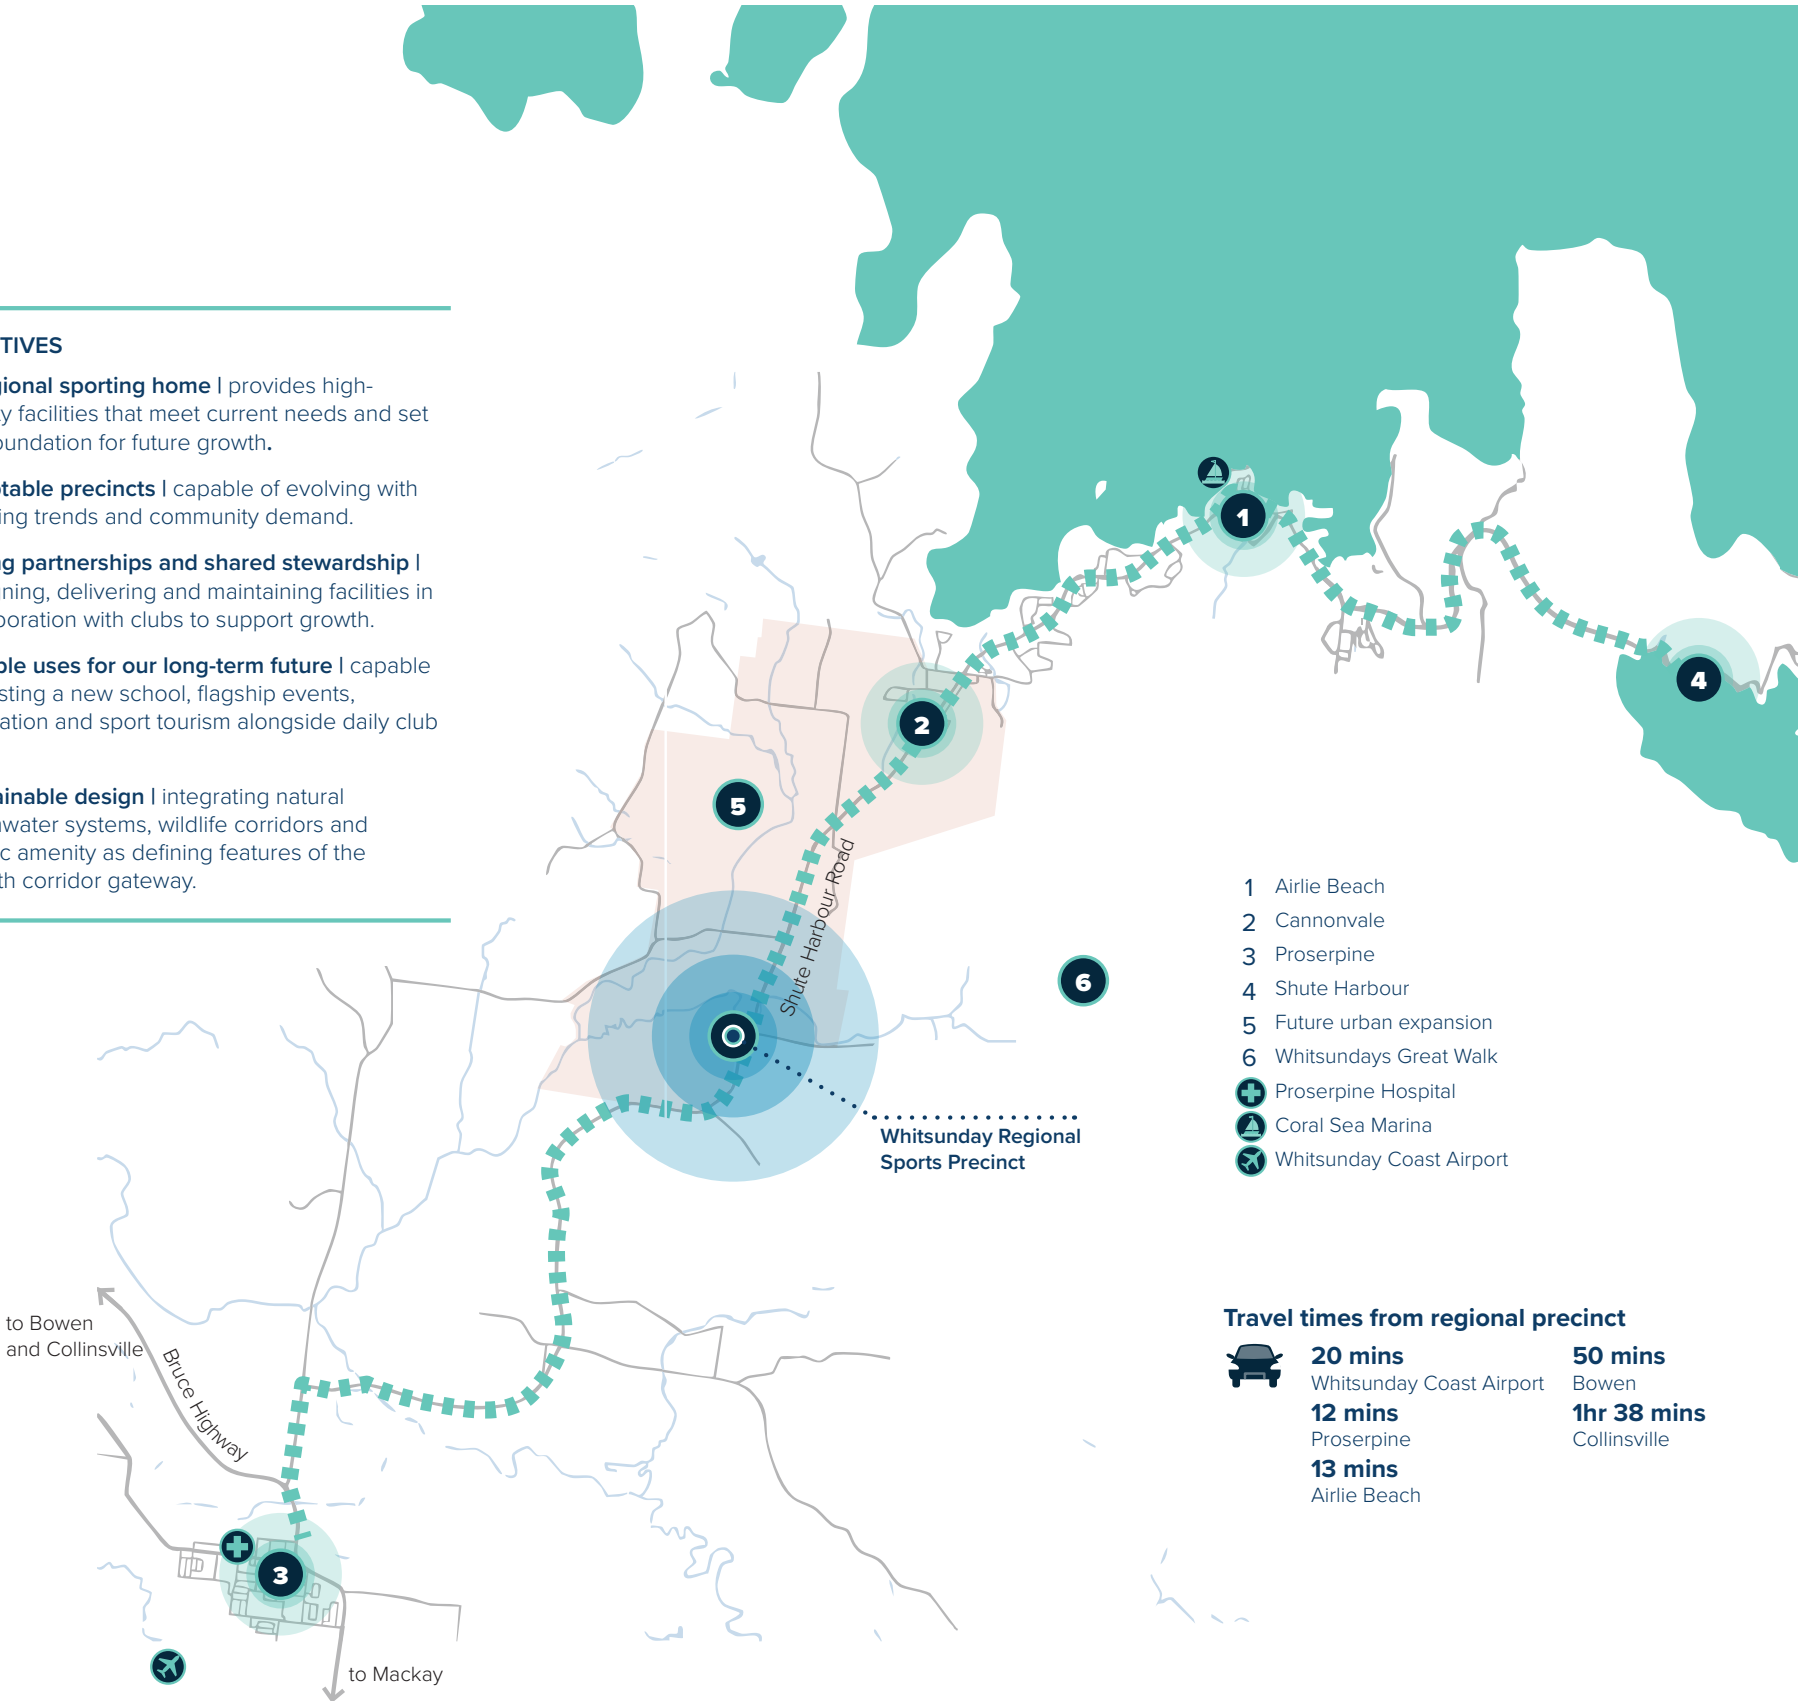 TIVES
gional sporting home | provides high-
y facilities that meet current needs and set
oundation for future growth.
ptable precincts | capable of evolving with
ing trends and community demand.
ng partnerships and shared stewardship |
ning, delivering and maintaining facilities in
boration with clubs to support growth.
ple uses for our long-term future | capable
sting a new school, flagship events,
ation and sport tourism alongside daily club
ainable design | integrating natural
water systems, wildlife corridors and
c amenity as defining features of the
th corridor gateway.
1
2
4
5
Shute Harbour Road
6
Whitsunday Regional
Sports Precinct
1 Airlie Beach
2 Cannonvale
3 Proserpine
4 Shute Harbour
5 Future urban expansion
6 Whitsundays Great Walk
Proserpine Hospital
Coral Sea Marina
Whitsunday Coast Airport
to Bowen
and Collinsville
Bruce Highway
3
to Mackay
Travel times from regional precinct
20 mins
Whitsunday Coast Airport
12 mins
Proserpine
13 mins
Airlie Beach
50 mins
Bowen
1hr 38 mins
Collinsville